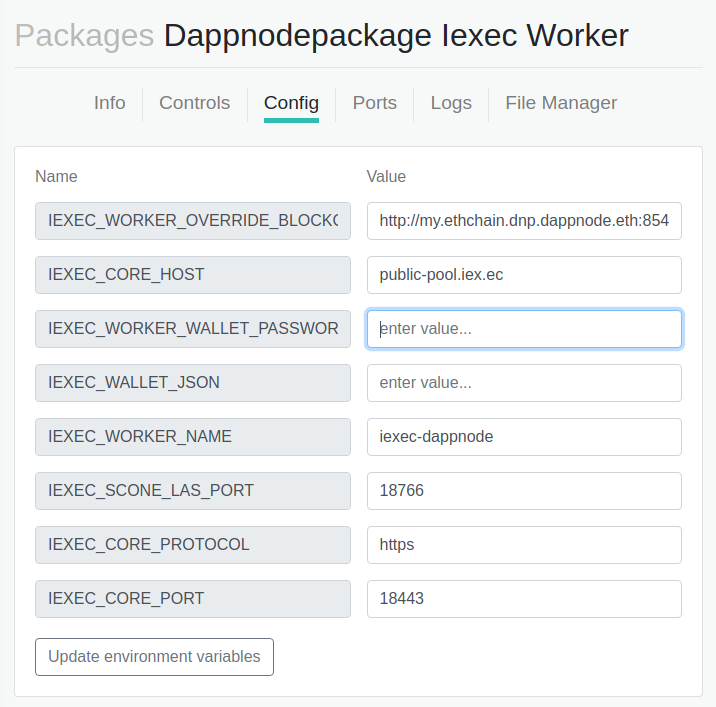 Packages Dappnodepackage Iexec Worker
Info Controls Config Ports Logs File Manager
Name Value
IEXEC_WORKER_OVERRIDE_BLOCKC http://my.ethchain.dnp.dappnode.eth:854
IEXEC_CORE_HOST public-pool.iex.ec
IEXEC_WORKER_WALLET_PASSWOR enter value...
IEXEC_WALLET_JSON enter value...
IEXEC_WORKER_NAME iexec-dappnode
IEXEC_SCONE_LAS_PORT 18766
IEXEC_CORE_PROTOCOL https
IEXEC_CORE_PORT 18443
Update environment variables